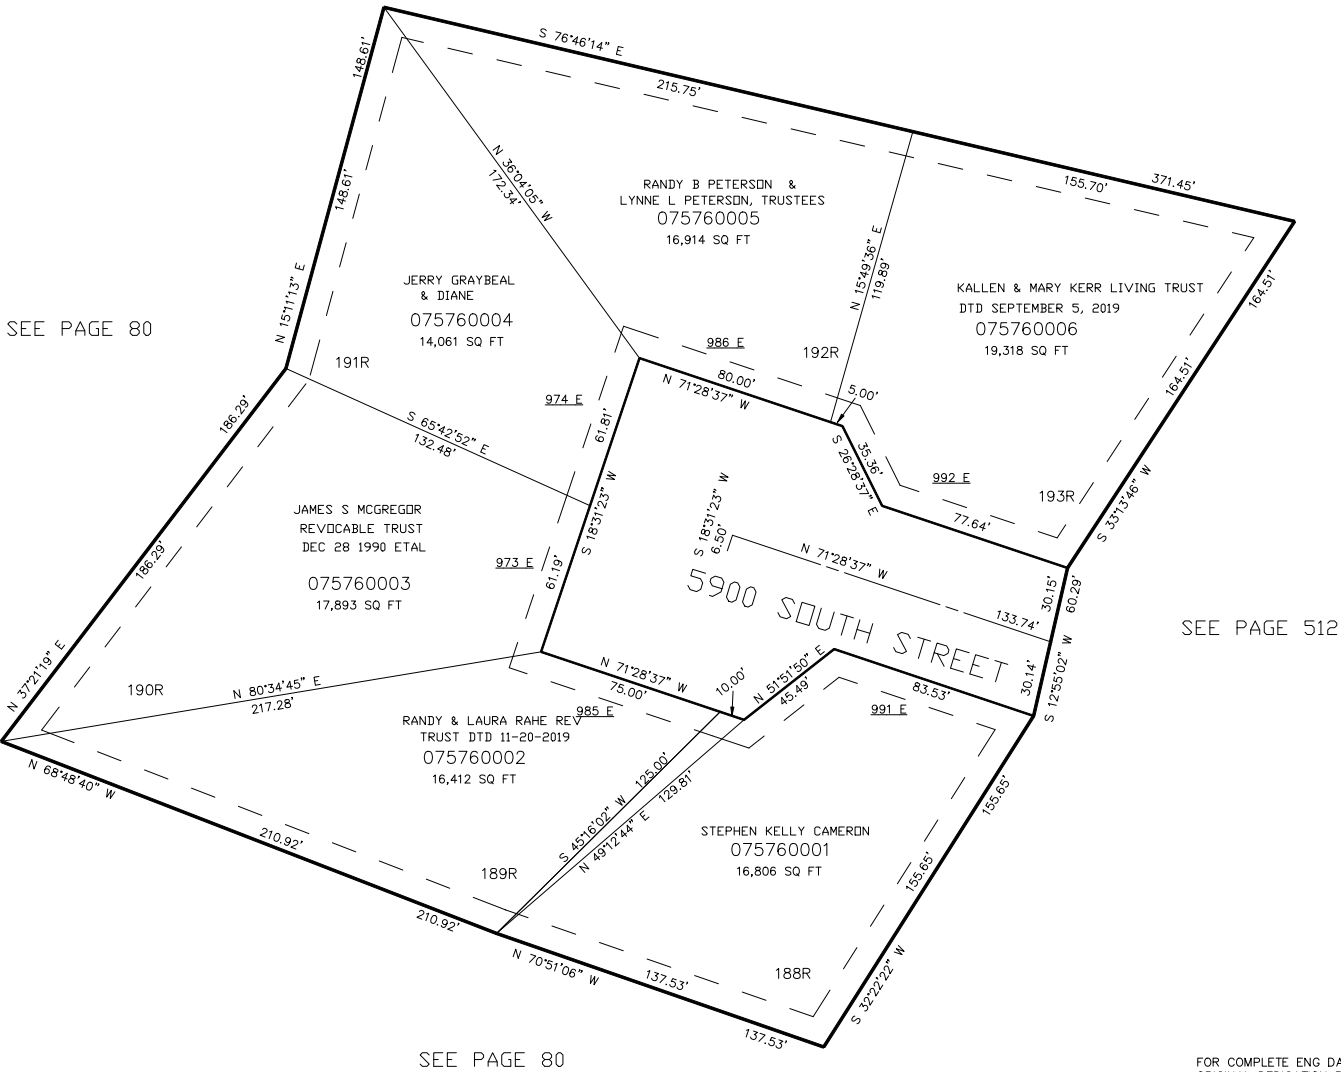 S 76°46'14" E
215.75'
148.61'
148.61'
N 15°11'13" E
N 36°04'05" W
172.34'
RANDY B PETERSON &
LYNNE L PETERSON, TRUSTEES
075760005
16,914 SQ FT
155.70'
371.45'
N 15°49'36" E
119.89'
164.51'
164.51'
KALLEN & MARY KERR LIVING TRUST
DTD SEPTEMBER 5, 2019
075760006
19,318 SQ FT
JERRY GRAYBEAL
& DIANE
075760004
14,061 SQ FT
SEE PAGE 80
191R
986 E
192R
80.00'
N 71°28'37" W
5.00'
974 E
61.81'
S 65°42'52" E
132.48'
186.29'
35.36'
S 26°28'37" E
992 E
193R
77.64'
S 33°13'46" W
S 18°31'23" W
S 18°31'23" W
6.50'
JAMES S MCGREGOR
REVOCABLE TRUST
DEC 28 1990 ETAL
075760003
17,893 SQ FT
973 E
61.19'
186.29'
N 71°28'37" W
133.74'
5900 SOUTH STREET
30.15'
60.29'
30.14'
S 12°55'02" W
SEE PAGE 512
N 37°21'19" E
190R
N 80°34'45" E
217.28'
N 71°28'37" W
75.00'
10.00'
N 51°51'50" E
45.49'
83.53'
991 E
985 E
RANDY & LAURA RAHE REV
TRUST DTD 11-20-2019
075760002
16,412 SQ FT
N 68°48'40" W
210.92'
S 45°16'02" W
125.00'
N 49°12'44" E
129.81'
155.65'
155.65'
STEPHEN KELLY CAMERON
075760001
16,806 SQ FT
189R
210.92'
N 70°51'06" W
137.53'
188R
S 32°22'22" W
137.53'
SEE PAGE 80
FOR COMPLETE ENG DA